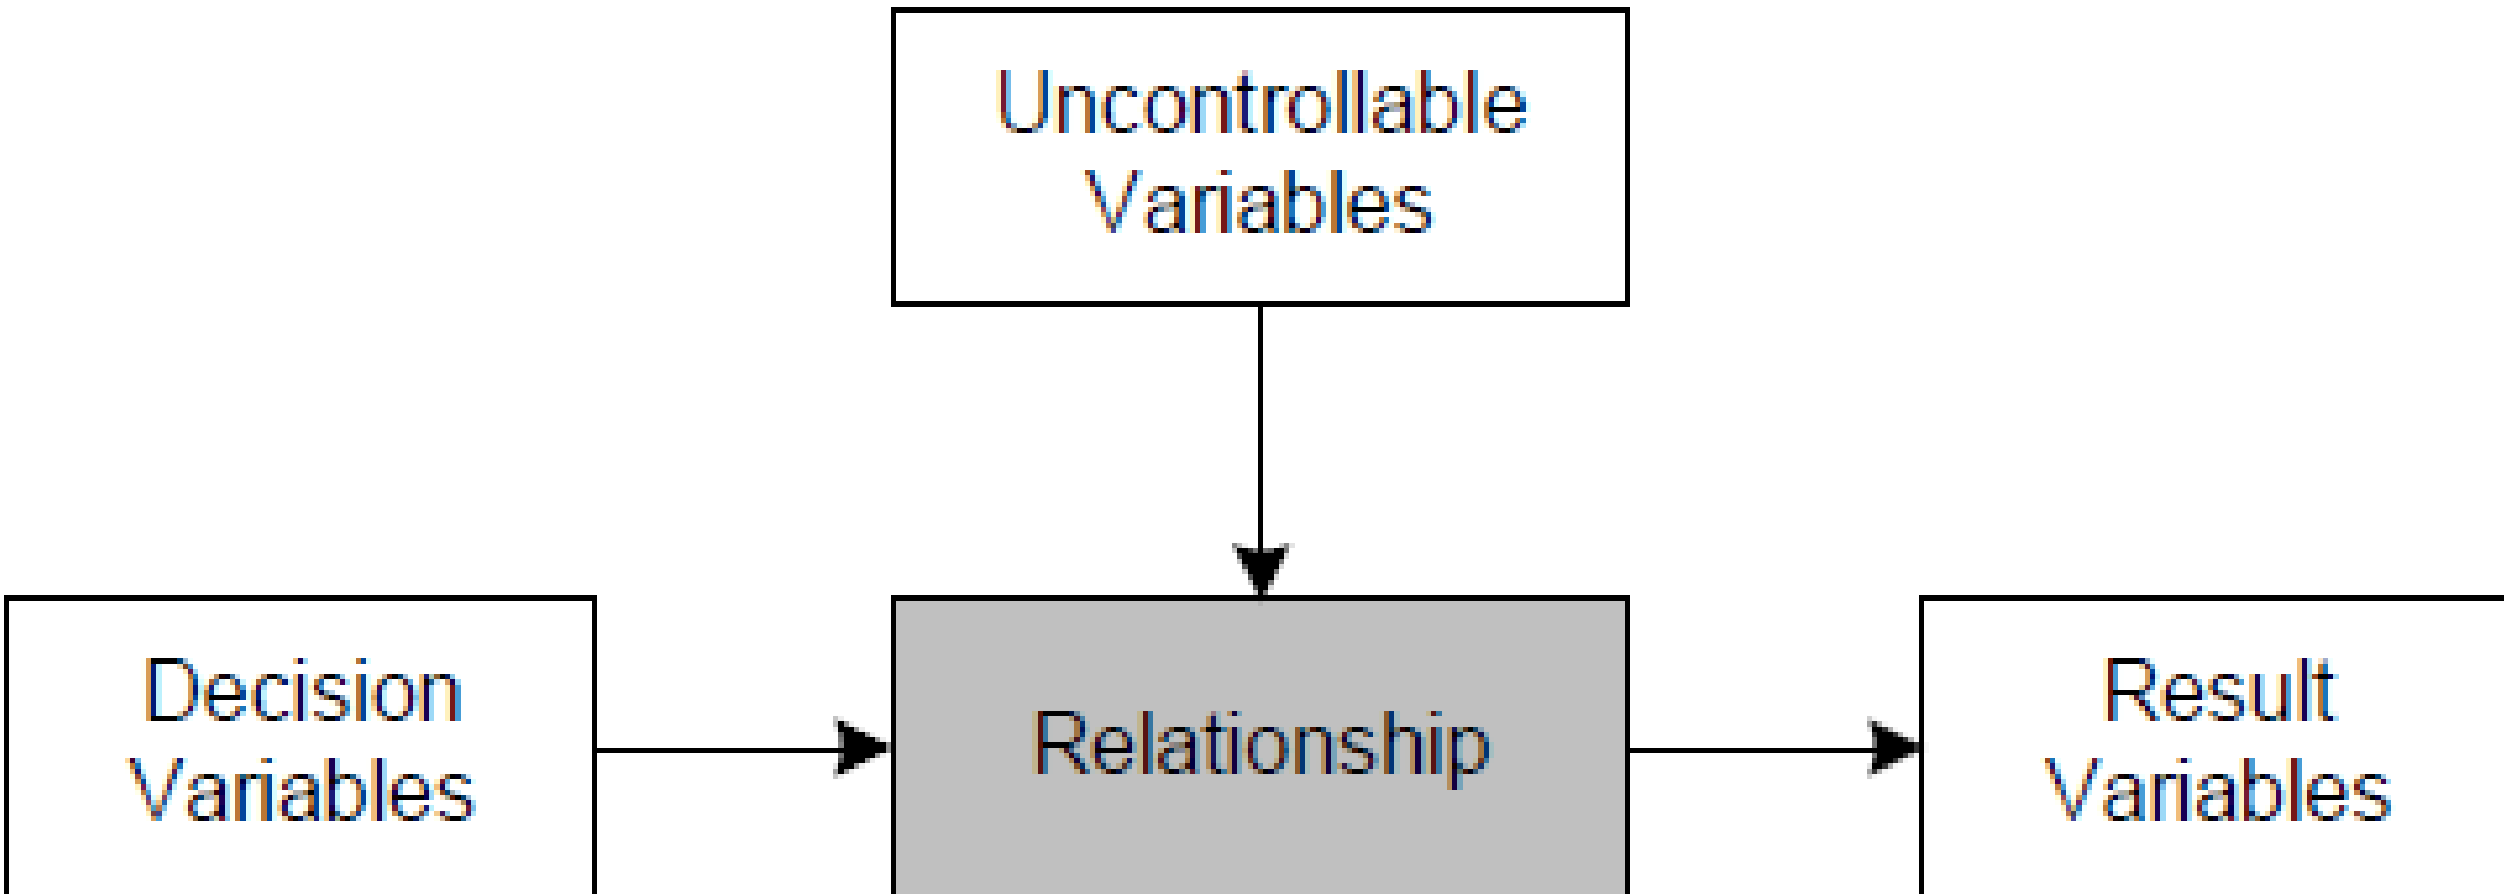 Uncontrollable
Variables
Decision
Variables
Relationship
Result
Variables